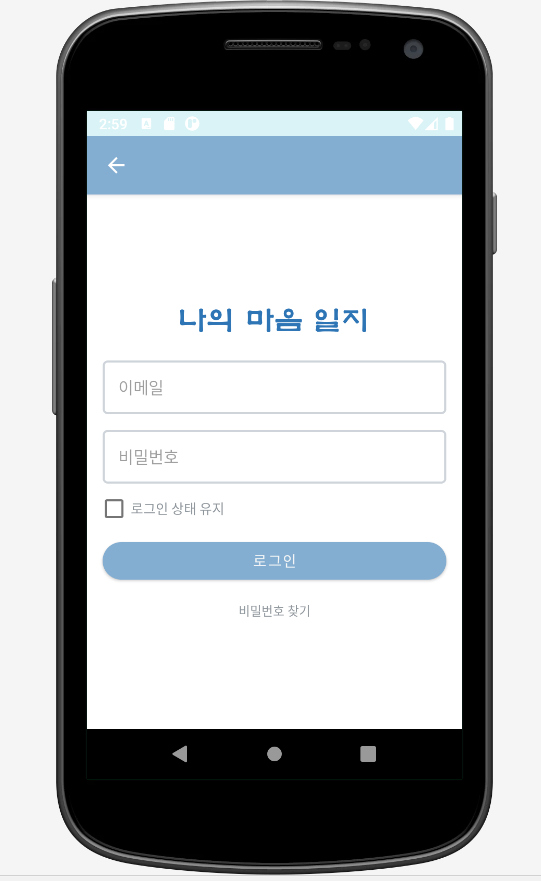 2:59
나의 마음 일지
이메일
비밀번호
로그인 상태 유지
로그인
비밀번호 찾기